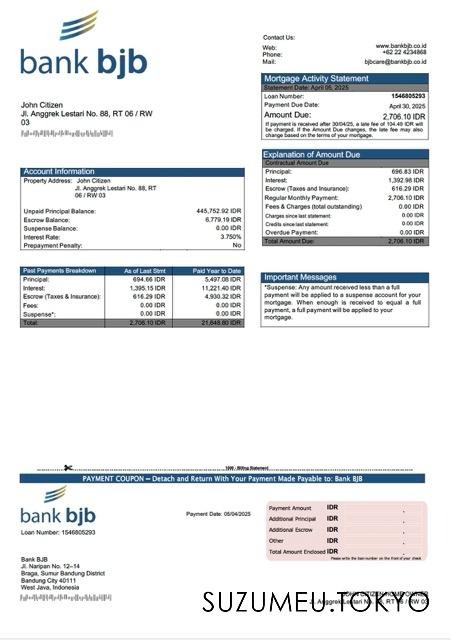 bank bjb
Contact Us:
Web: www.bankbjb.co.id
Phone: +62 22 4234868
Mail: bjbcare@bankbjb.co.id
John Citizen
Jl. Anggrek Lestari No. 88, RT 06 / RW
03
Mortgage Activity Statement
Statement Date: April 05, 2025
Loan Number: 1546805293
Payment Due Date: April 30, 2025
Amount Due: 2,706.10 IDR
If payment is received after 30/04/25, a late fee of 104.49 IDR will
be charged. If the Amount Due changes, the late fee may also
change based on the terms of your mortgage.
Account Information
Property Address: John Citizen
Jl. Anggrek Lestari No. 88, RT
06 / RW 03
Unpaid Principal Balance: 445,752.92 IDR
Escrow Balance: 6,779.19 IDR
Suspense Balance: 0.00 IDR
Interest Rate: 3.750%
Prepayment Penalty: No
Explanation of Amount Due
Contractual Amount Due
Principal: 696.83 IDR
Interest: 1,392.98 IDR
Escrow (Taxes and Insurance): 616.29 IDR
Regular Monthly Payment: 2,706.10 IDR
Fees & Charges (total outstanding) 0.00 IDR
Charges since last statement: 0.00 IDR
Credits since last statement: 0.00 IDR
Overdue Payment: 0.00 IDR
Total Amount Due: 2,706.10 IDR
Past Payments Breakdown As of Last Stmt Paid Year to Date
Principal: 694.66 IDR 5,497.08 IDR
Interest: 1,395.15 IDR 11,221.40 IDR
Escrow (Taxes & Insurance): 616.29 IDR 4,930.32 IDR
Fees: 0.00 IDR 0.00 IDR
Suspense*: 0.00 IDR 0.00 IDR
Total: 2,706.10 IDR 21,648.80 IDR
Important Messages
*Suspense: Any amount received less than a full
payment will be applied to a suspense account for your
mortgage. When enough is received to equal a full
payment, a full payment will be applied to your
mortgage.
1999 - Billing Statement
PAYMENT COUPON – Detach and Return With Your Payment Made Payable to: Bank BJB
bank bjb
Loan Number: 1546805293
Payment Date: 05/04/2025
Payment Amount IDR .
Additional Principal IDR .
Additional Escrow IDR .
Other IDR .
Total Amount Enclosed IDR .
Please write the loan number on the front of your check.
Bank BJB
Jl. Naripan No. 12–14
Braga, Sumur Bandung District
Bandung City 40111
West Java, Indonesia
JOHN CITIZEN HOME OWNER
SUZUMEU.TOKYO